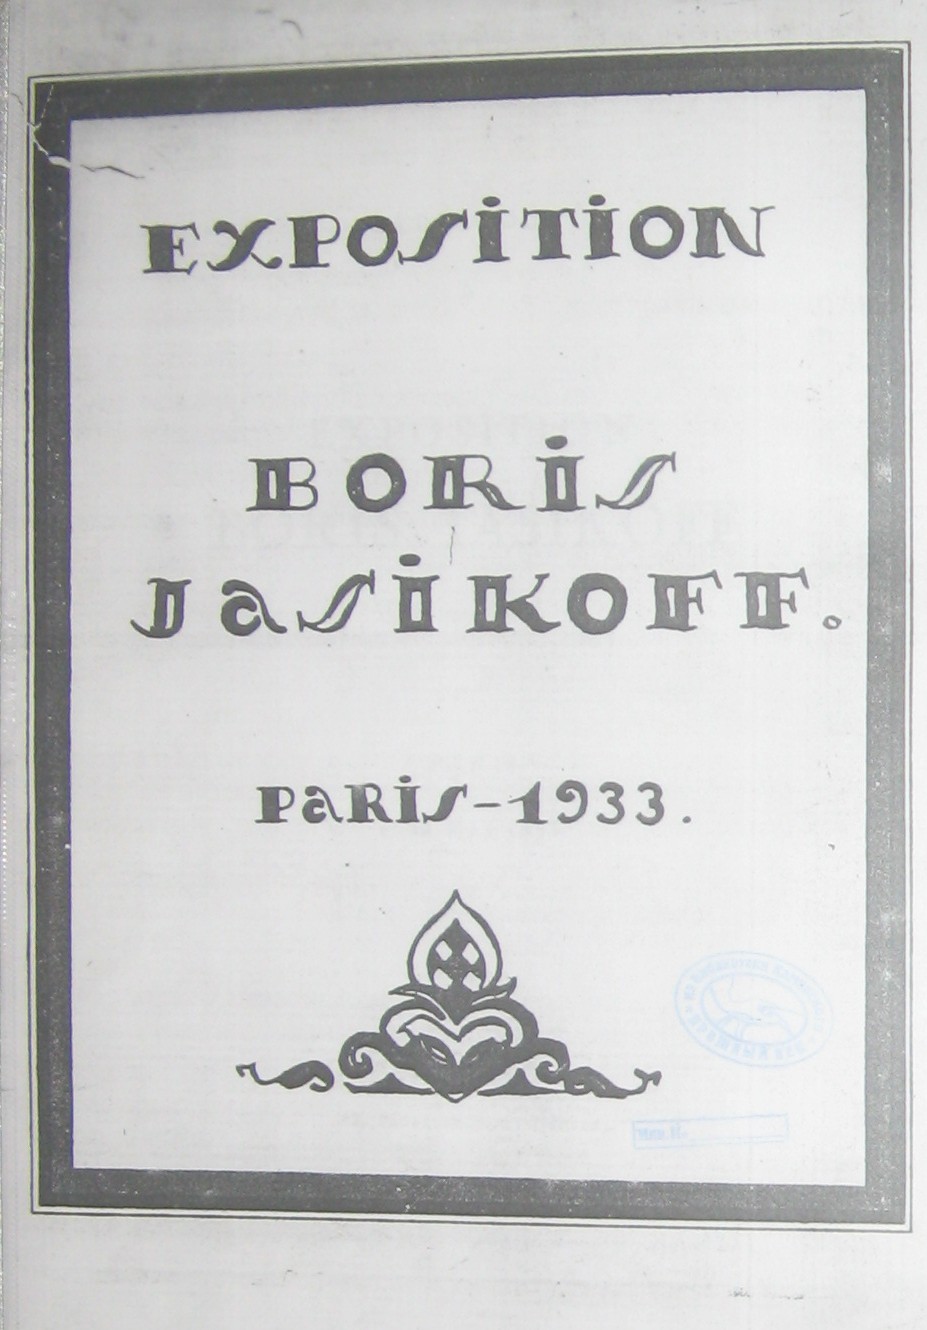 EXPOSITION
BORIS
JaSIKOFF.
PaRIS-1933.